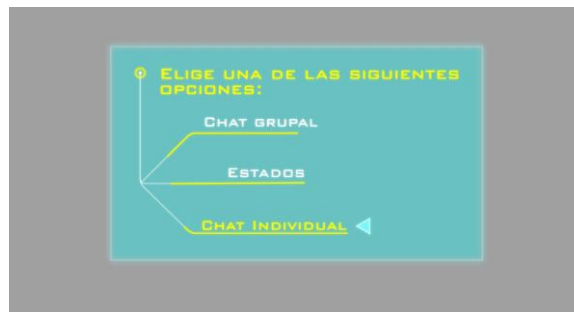 Elige una de las siguientes
opciones:
Chat grupal
Estados
Chat Individual